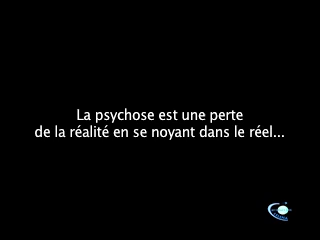 La psychose est une perte
de la réalité en se noyant dans le réel...